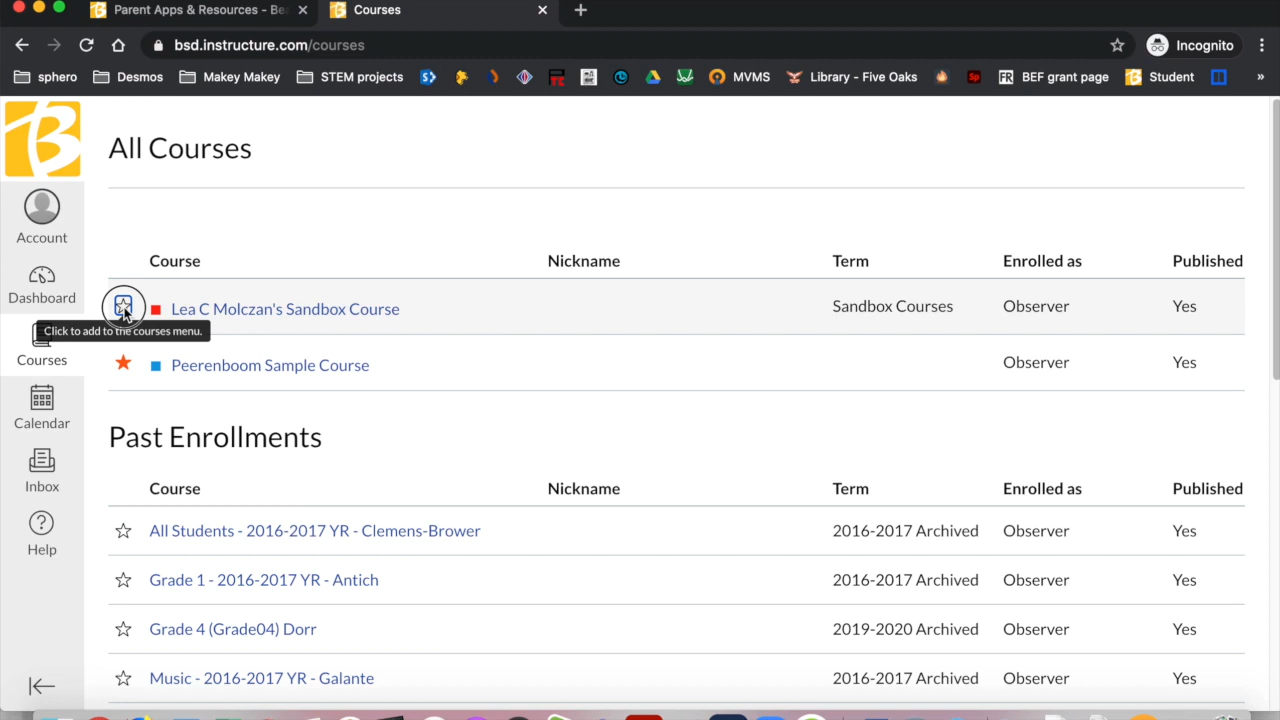 Parent Apps & Resources - Be
Courses
bsd.instructure.com/courses
Incognito
sphero
Desmos
Makey Makey
STEM projects
MVMS
Library - Five Oaks
Sp
FR BEF grant page
Student
»
B
All Courses
Account
Dashboard
Courses
Calendar
Inbox
Help
Course Nickname Term Enrolled as Published
Lea C Molczan's Sandbox Course Sandbox Courses Observer Yes
Click to add to the courses menu.
Peerenboom Sample Course Observer Yes
Past Enrollments
Course Nickname Term Enrolled as Published
All Students - 2016-2017 YR - Clemens-Brower 2016-2017 Archived Observer Yes
Grade 1 - 2016-2017 YR - Antich 2016-2017 Archived Observer Yes
Grade 4 (Grade04) Dorr 2019-2020 Archived Observer Yes
Music - 2016-2017 YR - Galante 2016-2017 Archived Observer Yes